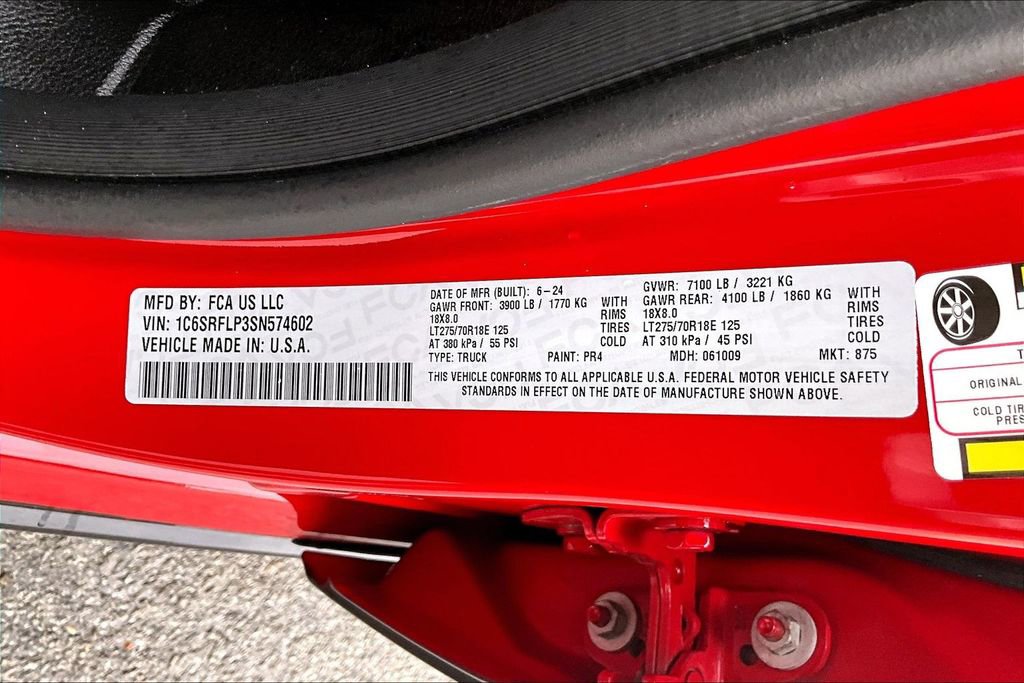 MFD BY: FCA US LLC
VIN: 1C6SRFLP3SN574602
VEHICLE MADE IN: U.S.A.
DATE OF MFR (BUILT): 6-24
GAWR FRONT: 3900 LB / 1770 KG WITH
18X8.0 RIMS
LT275/70R18E 125 TIRES
AT 380 kPa / 55 PSI COLD
TYPE: TRUCK PAINT: PR4
GVWR: 7100 LB / 3221 KG
GAWR REAR: 4100 LB / 1860 KG WITH
18X8.0 RIMS
LT275/70R18E 125 TIRES
AT 310 kPa / 45 PSI COLD
MDH: 061009 MKT: 875
THIS VEHICLE CONFORMS TO ALL APPLICABLE U.S.A. FEDERAL MOTOR VEHICLE SAFETY
STANDARDS IN EFFECT ON THE DATE OF MANUFACTURE SHOWN ABOVE.
T
ORIGINAL
COLD TIR
PRES